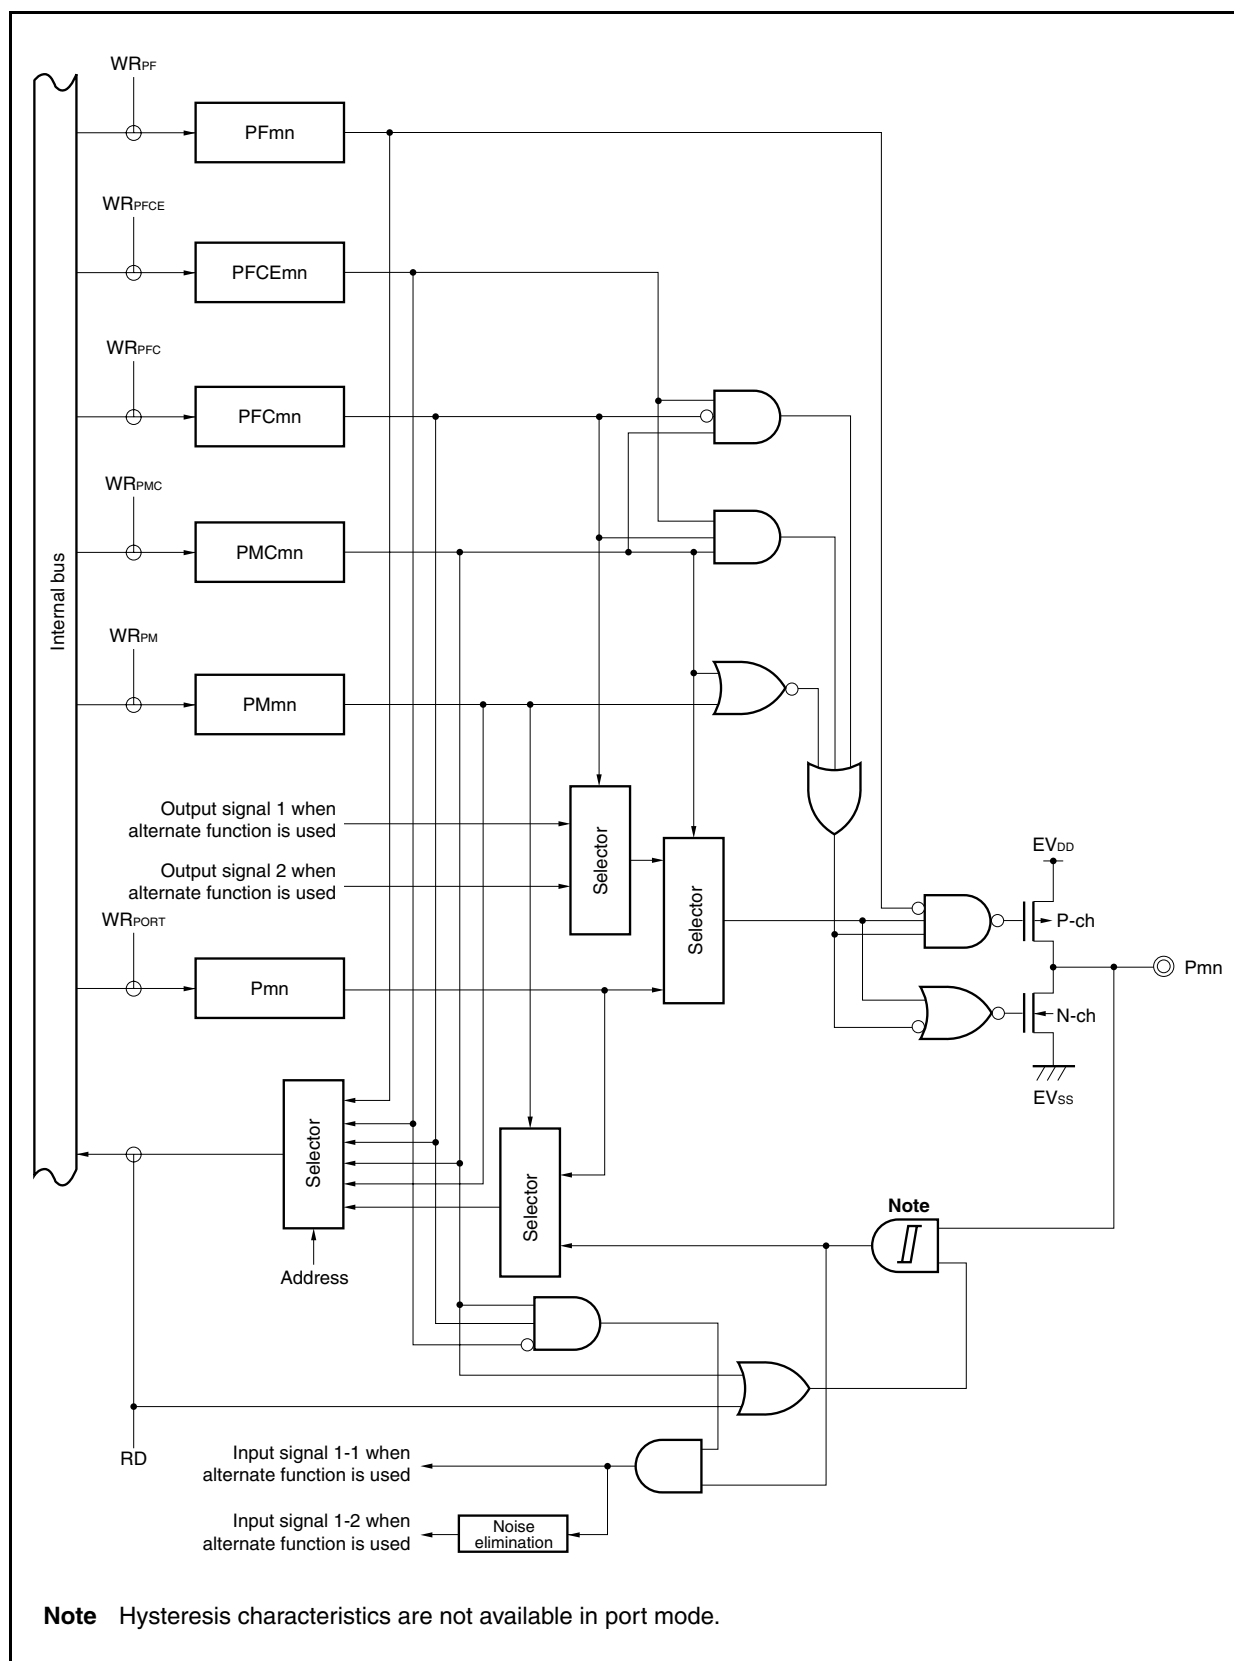 WRPF
PFmn
WRPFCE
PFCEmn
WRPFC
PFCmn
WRPMC
PMCmn
Internal bus
WRPM
PMmn
Output signal 1 when
alternate function is used
Output signal 2 when
alternate function is used
Selector
Selector
EVDD
P-ch
WRPORT
Pmn
Pmn
N-ch
EVSS
Selector
Selector
Note
Address
RD
Input signal 1-1 when
alternate function is used
Input signal 1-2 when
alternate function is used
Noise
elimination
Note Hysteresis characteristics are not available in port mode.